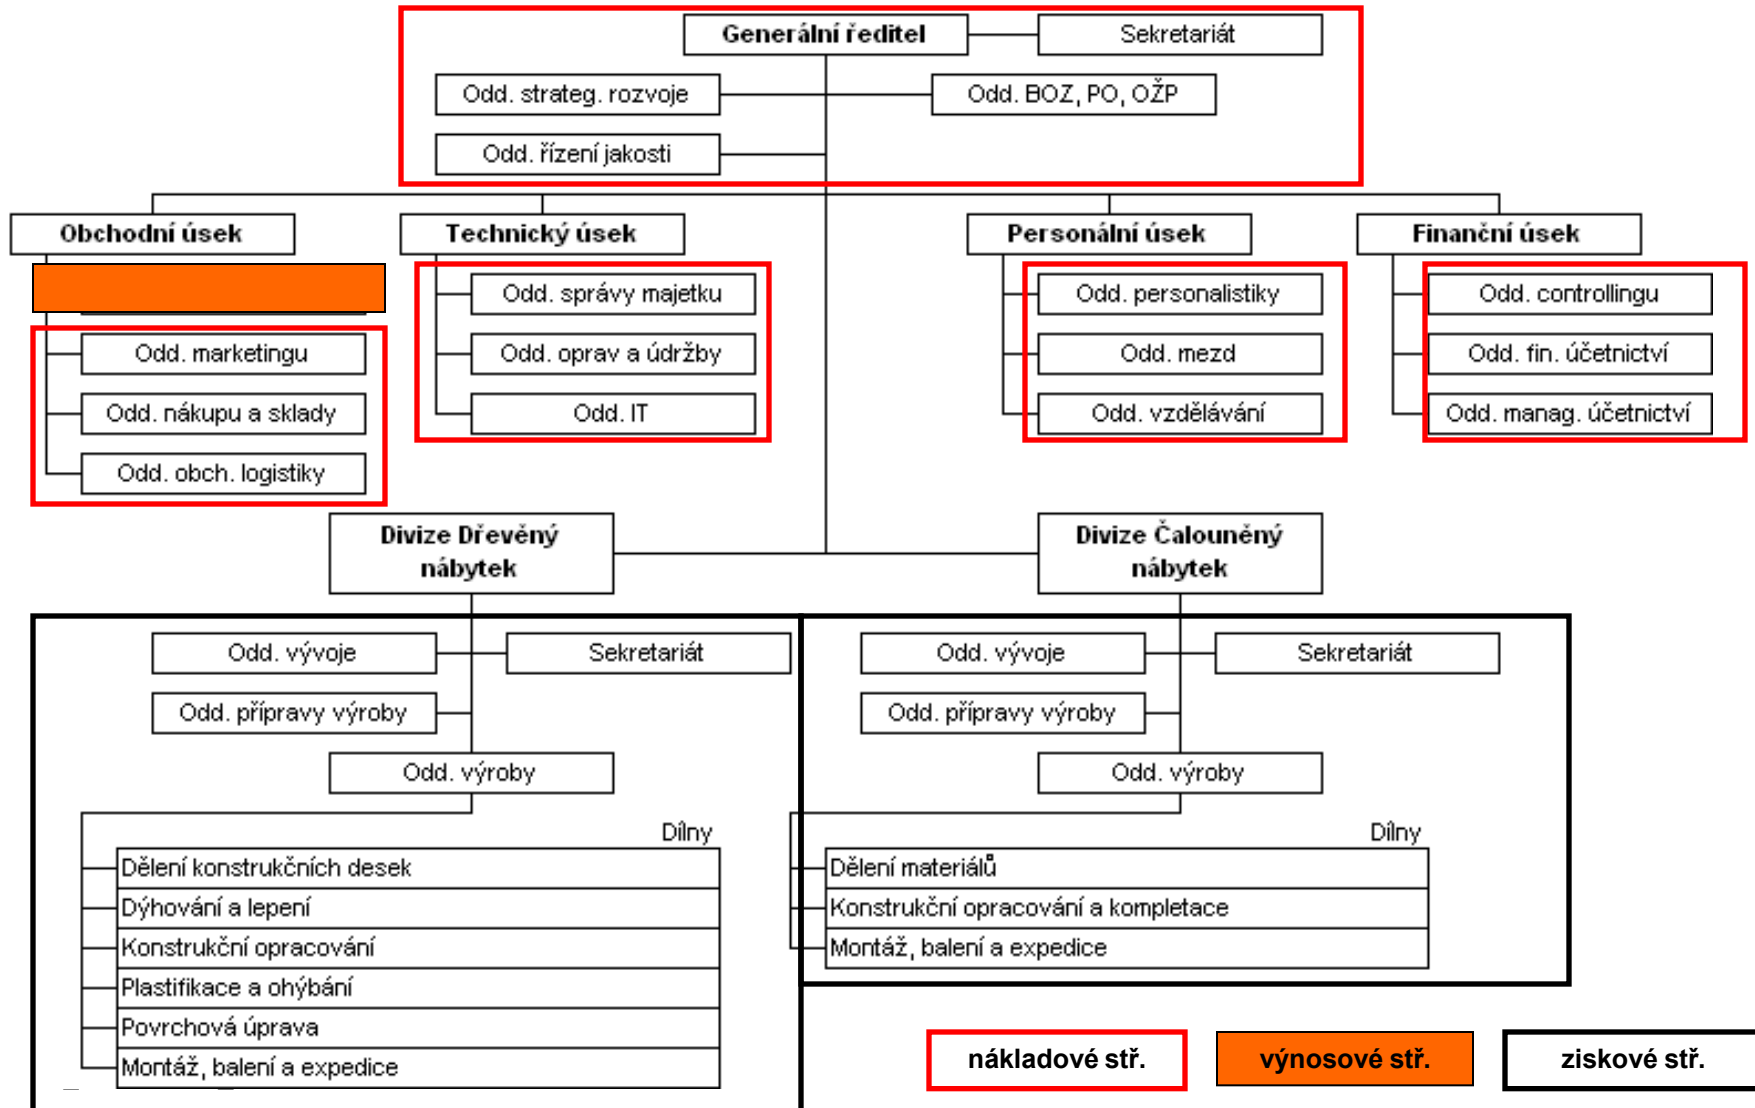 Generální ředitel
Sekretariát
Odd. strateg. rozvoje
Odd. BOZ, PO, OŽP
Odd. řízení jakosti
Obchodní úsek
Technický úsek
Personální úsek
Finanční úsek
Odd. správy majetku
Odd. personalistiky
Odd. controllingu
Odd. marketingu
Odd. oprav a údržby
Odd. mezd
Odd. fin. účetnictví
Odd. nákupu a sklady
Odd. IT
Odd. vzdělávání
Odd. manag. účetnictví
Odd. obch. logistiky
Divize Dřevěný
nábytek
Divize Čalouněný
nábytek
Odd. vývoje
Sekretariát
Odd. vývoje
Sekretariát
Odd. přípravy výroby
Odd. přípravy výroby
Odd. výroby
Odd. výroby
Dílny
Dělení konstrukčních desek
Dýhování a lepení
Konstrukční opracování
Plastifikace a ohýbání
Povrchová úprava
Montáž, balení a expedice
Dílny
Dělení materiálů
Konstrukční opracování a kompletace
Montáž, balení a expedice
nákladové stř.
výnosové stř.
ziskové stř.